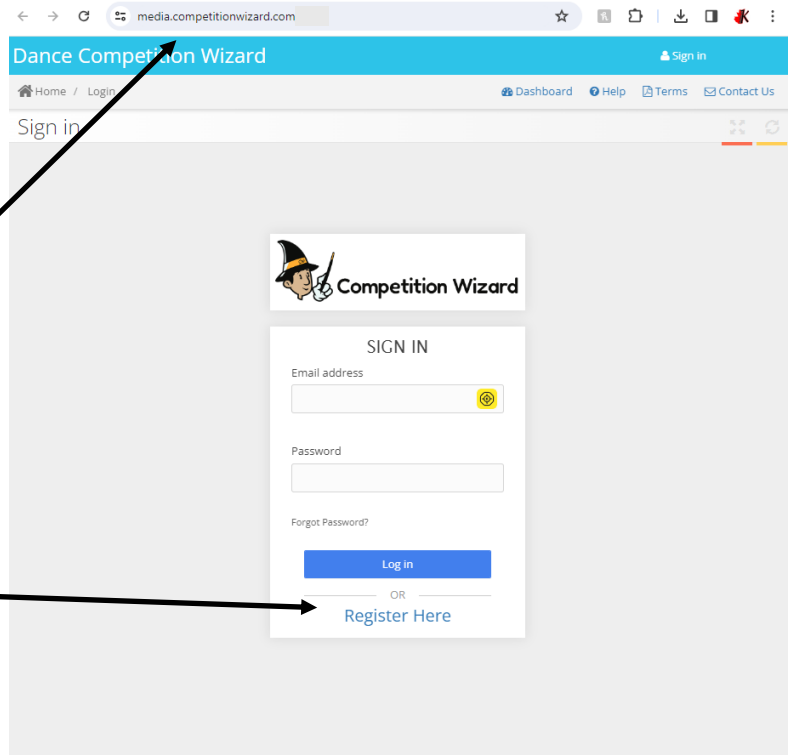 media.competitionwizard.com
Dance Competition Wizard
Sign in
Home / Login
Dashboard Help Terms Contact Us
Sign in
Competition Wizard
SIGN IN
Email address
Password
Forgot Password?
Log in
OR
Register Here